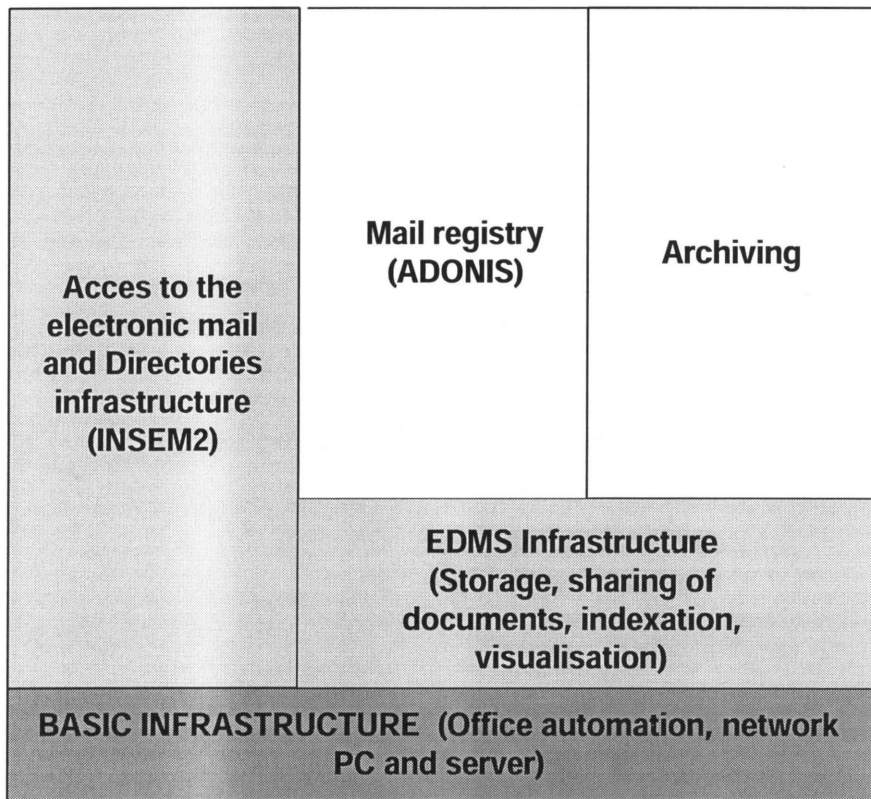 Acces to the
electronic mail
and Directories
infrastructure
(INSEM2)
Mail registry
(ADONIS)
Archiving
EDMS Infrastructure
(Storage, sharing of
documents, indexation,
visualisation)
BASIC INFRASTRUCTURE (Office automation, network
PC and server)